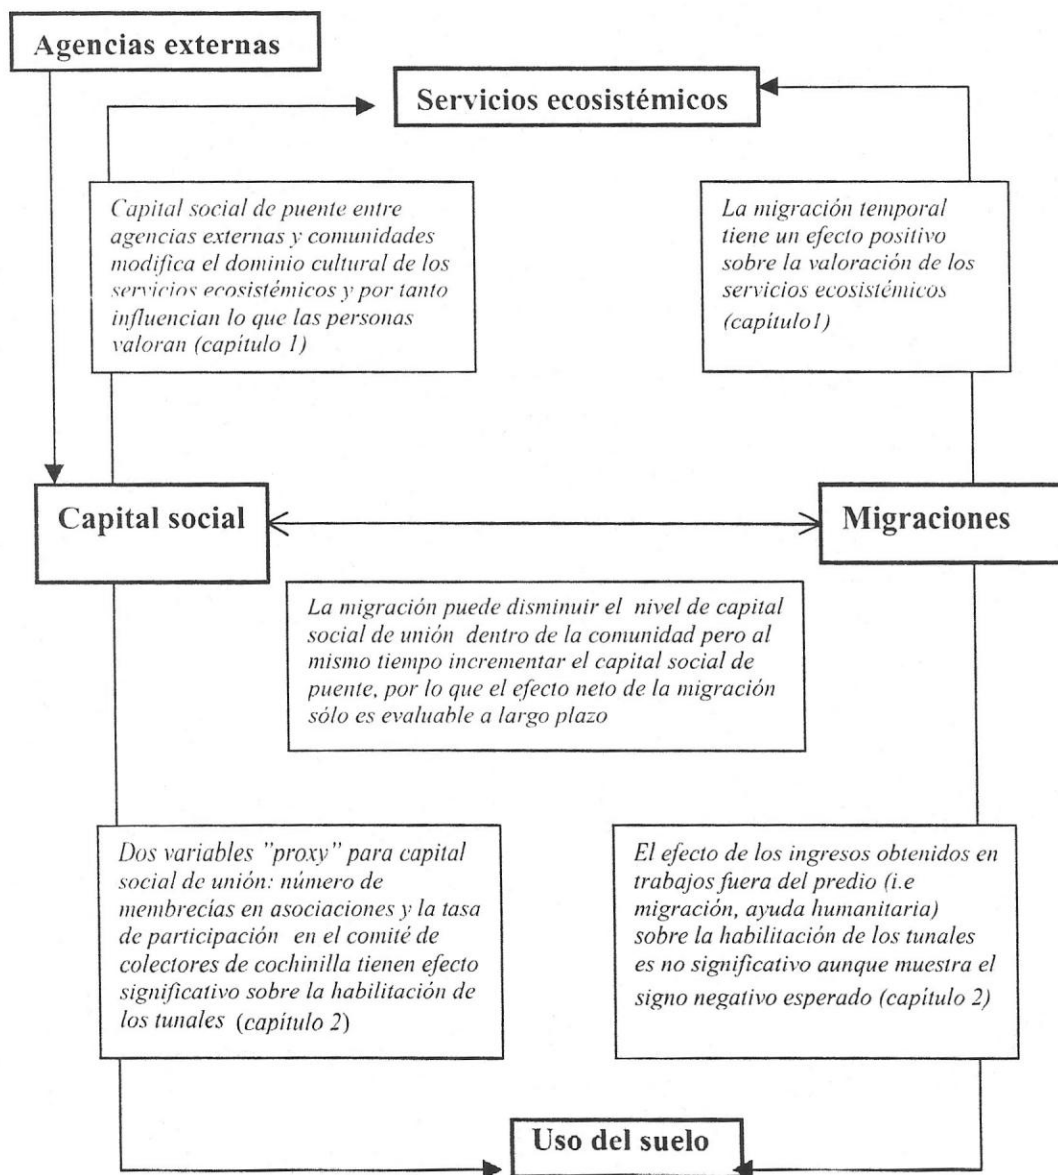 Agencias externas
Servicios ecosistémicos
Capital social de puente entre
agencias externas y comunidades
modifica el dominio cultural de los
servicios ecosistémicos y por tanto
influencian lo que las personas
valoran (capítulo 1)
La migración temporal
tiene un efecto positivo
sobre la valoración de los
servicios ecosistémicos
(capítulo1)
Capital social
Migraciones
La migración puede disminuir el nivel de capital
social de unión dentro de la comunidad pero al
mismo tiempo incrementar el capital social de
puente, por lo que el efecto neto de la migración
sólo es evaluable a largo plazo
Dos variables "proxy" para capital
social de unión: número de
membrecías en asociaciones y la tasa
de participación en el comité de
colectores de cochinilla tienen efecto
significativo sobre la habilitación de
los tunales (capítulo 2)
El efecto de los ingresos obtenidos en
trabajos fuera del predio (i.e
migración, ayuda humanitaria)
sobre la habilitación de los tunales
es no significativo aunque muestra el
signo negativo esperado (capítulo 2)
Uso del suelo